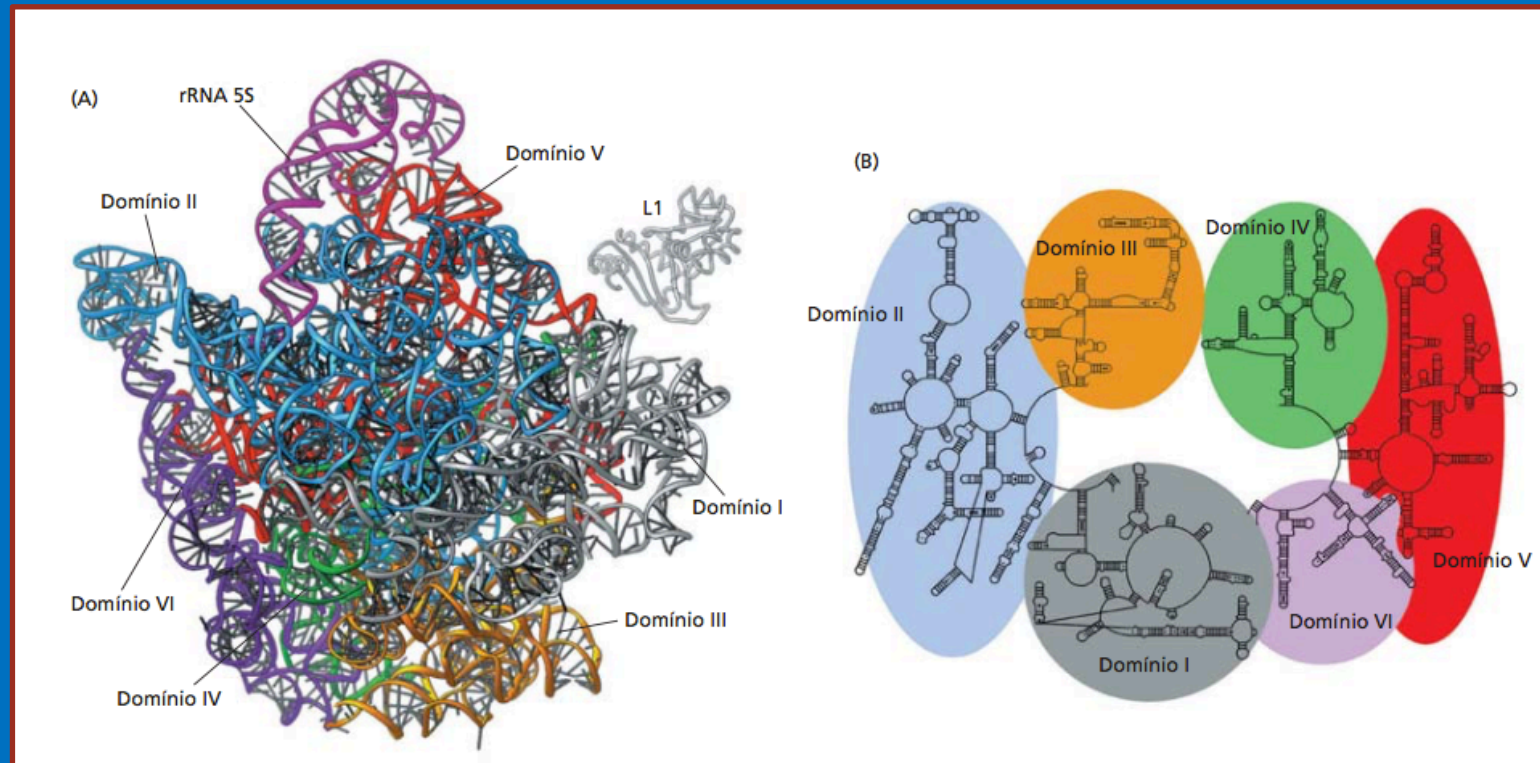 (A)
rRNA 5S
Domínio V
Domínio II
L1
Domínio I
Domínio VI
Domínio III
Domínio IV
(B)
Domínio IV
Domínio III
Domínio II
Domínio V
Domínio VI
Domínio I